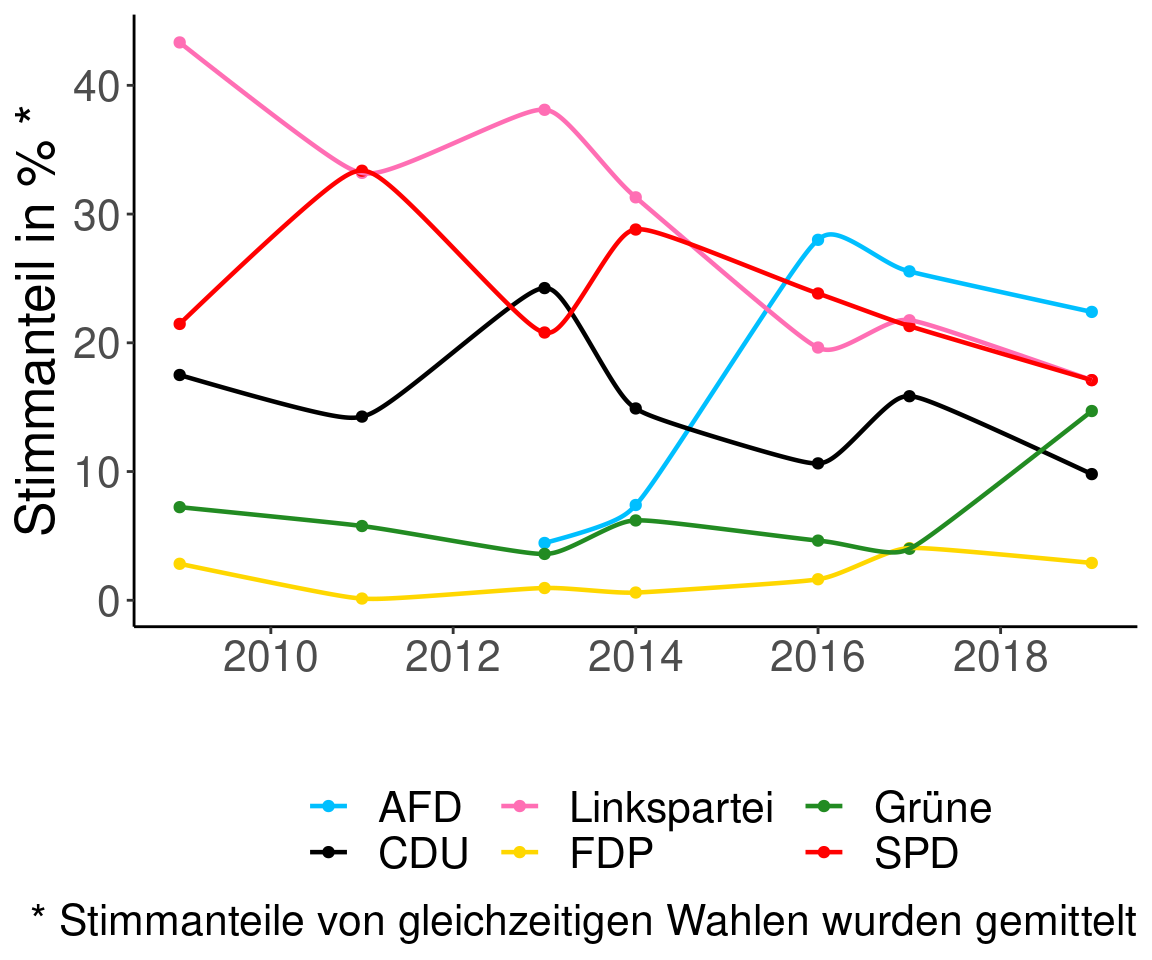 Stimmanteil in % *
40
30
20
10
0
2010 2012 2014 2016 2018
AFD Linkspartei Grüne
CDU FDP SPD
* Stimmanteile von gleichzeitigen Wahlen wurden gemittelt